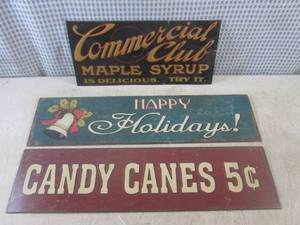 Commercial
Club
MAPLE SYRUP
IS DELICIOUS. TRY IT.
HAPPY
Holidays!
CANDY CANES 5¢